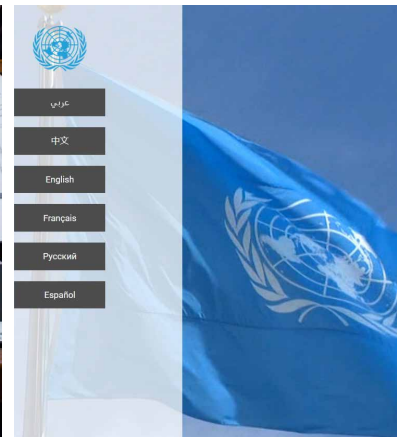 عربي
中文
English
Français
Русский
Español